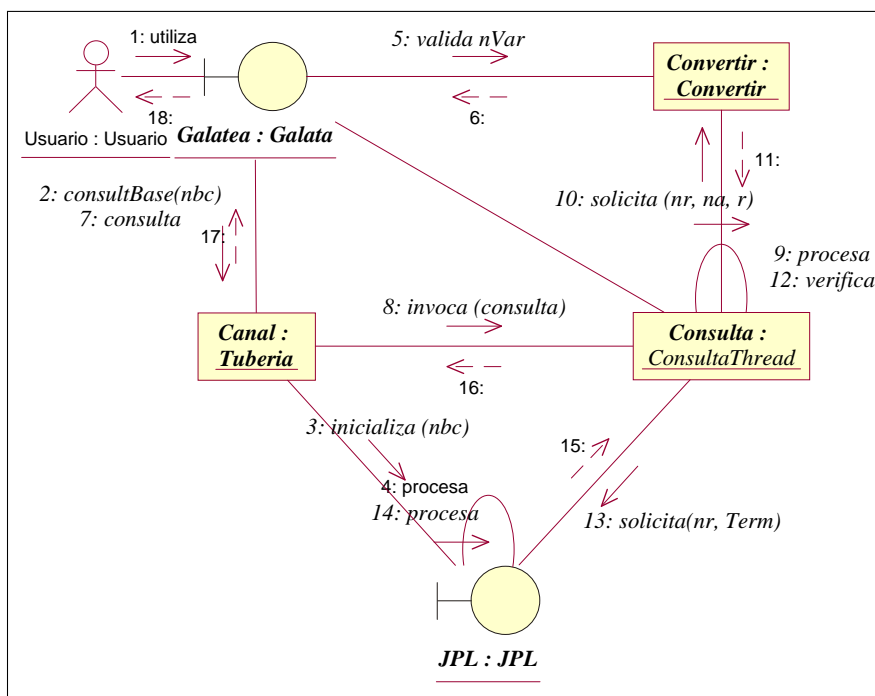 1: utiliza
5: valida nVar
Convertir :
Convertir
18:
6:
Usuario : Usuario
Galatea : Galata
11:
2: consultBase(nbc)
7: consulta
10: solicita (nr, na, r)
17:
9: procesa
12: verifica
8: invoca (consulta)
Canal :
Tuberia
Consulta :
ConsultaThread
16:
3: inicializa (nbc)
15:
4: procesa
14: procesa
13: solicita(nr, Term)
JPL : JPL